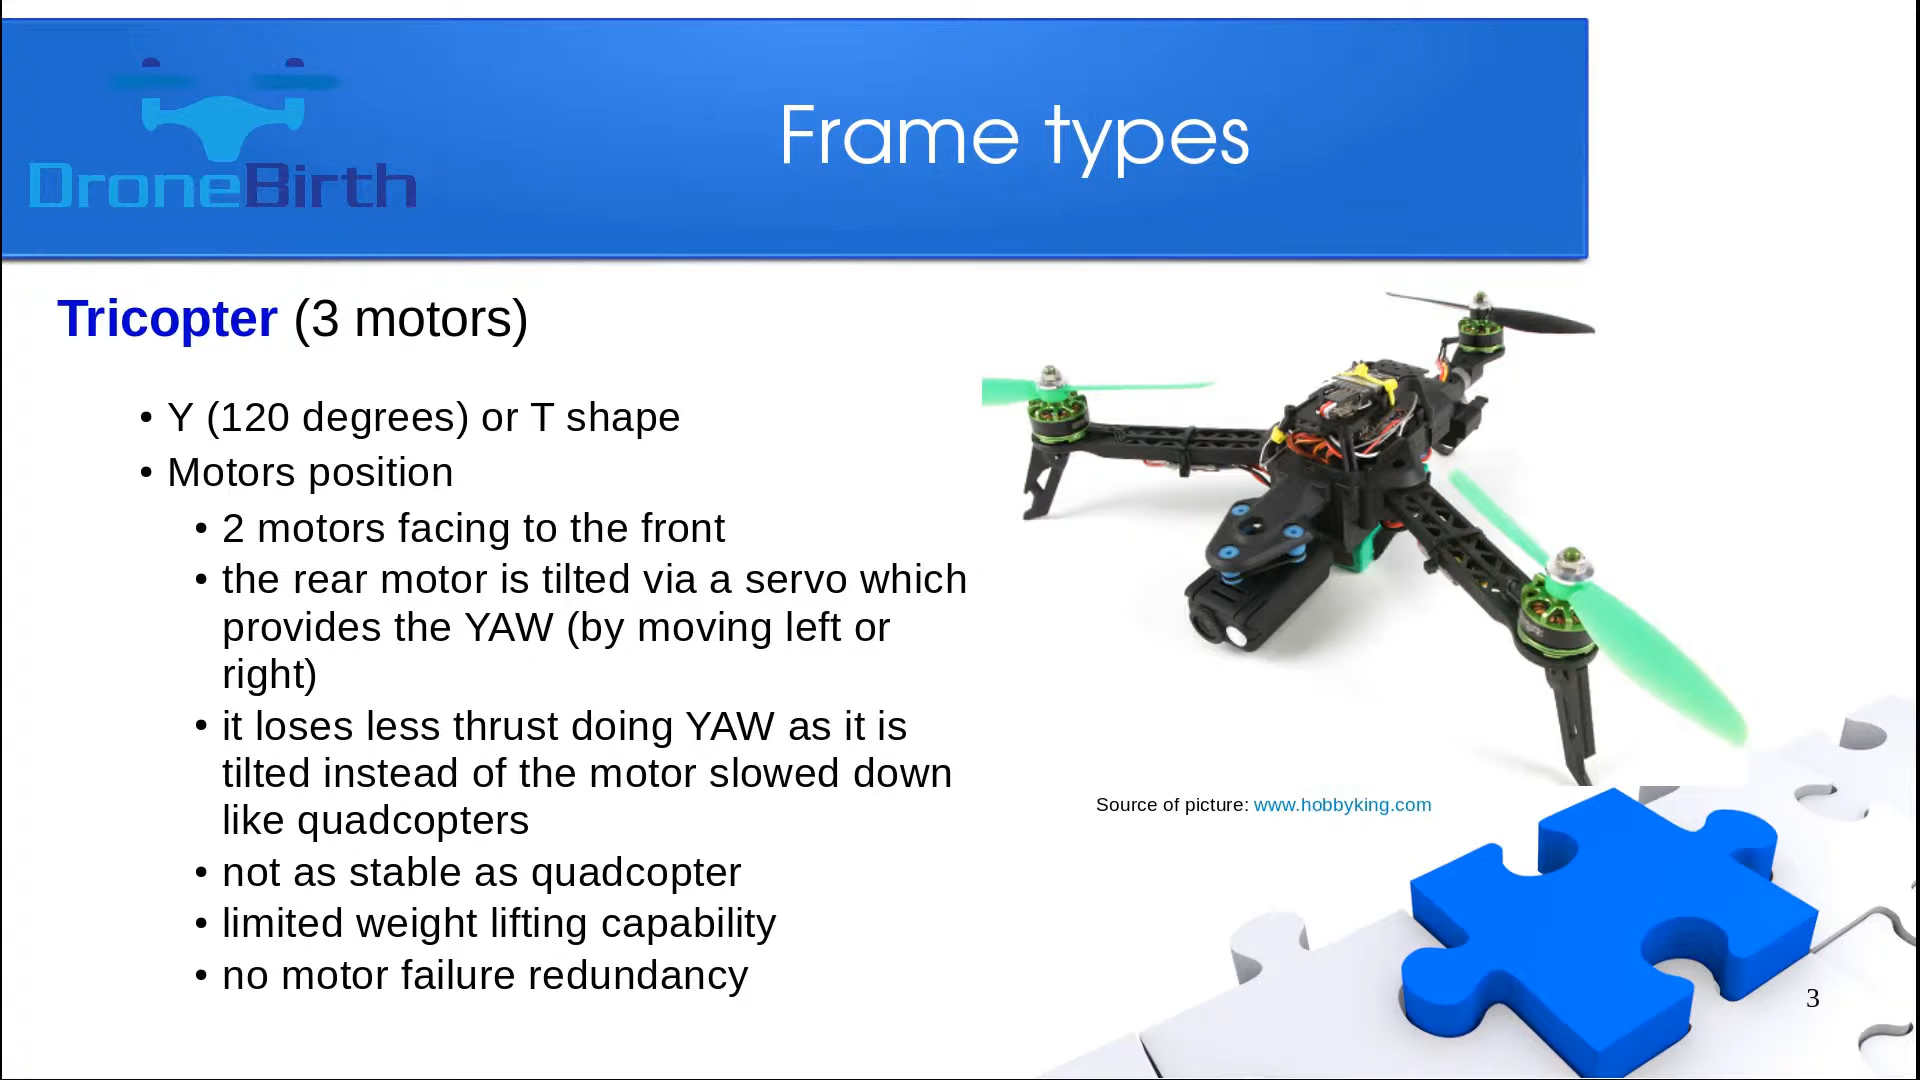 DroneBirth
Frame types
Tricopter (3 motors)
• Y (120 degrees) or T shape
• Motors position
• 2 motors facing to the front
• the rear motor is tilted via a servo which
provides the YAW (by moving left or
right)
• it loses less thrust doing YAW as it is
tilted instead of the motor slowed down
like quadcopters
• not as stable as quadcopter
• limited weight lifting capability
• no motor failure redundancy
Source of picture: www.hobbyking.com
3